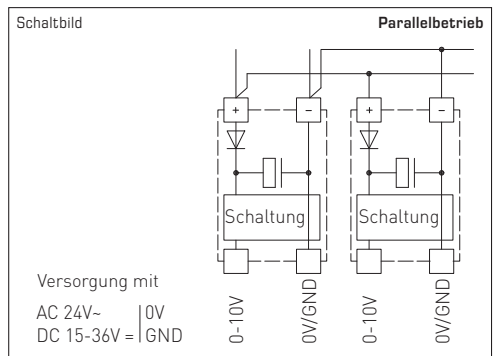 Schaltbild
Parallelbetrieb
+
−
+
−
Schaltung
Schaltung
Versorgung mit
AC 24V~ | 0V
DC 15-36V = | GND
0-10V
0V/GND
0-10V
0V/GND